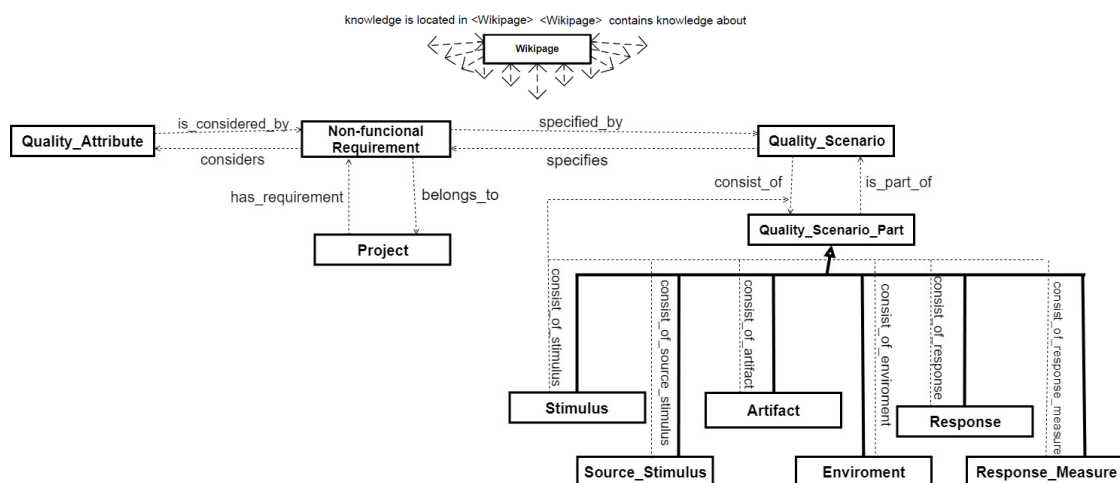 knowledge is located in <Wikipage> <Wikipage> contains knowledge about
Wikipage
Quality_Attribute
is_considered_by
considers
Non-funcional
Requirement
specified_by
specifies
Quality_Scenario
has_requirement
belongs_to
consist_of
is_part_of
Project
Quality_Scenario_Part
consist_of_stimulus
consist_of_source_stimulus
consist_of_artifact
consist_of_enviroment
consist_of_response
consist_of_response_measure
Stimulus
Artifact
Response
Source_Stimulus
Enviroment
Response_Measure